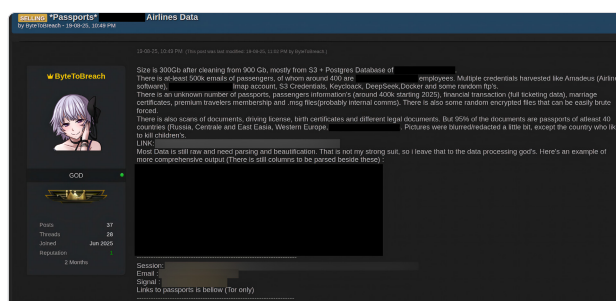 SELLING *Passports* Airlines Data
by ByteToBreach - 19-08-25, 10:49 PM
19-08-25, 10:49 PM (This post was last modified: 19-08-25, 11:01 PM by ByteToBreach.)
ByteToBreach
GOD
Posts 37
Threads 28
Joined Jun 2025
Reputation 1
2 Months
Size is 300Gb after cleaning from 900 Gb, mostly from S3 + Postgres Database of
There is at-least 500k emails of passengers, of whom around 400 are employees. Multiple credentials harvested like Amadeus (Airline
software), imap account, S3 Credentials, Keycloack, DeepSeek,Docker and some random ftp's.
There is an unknown number of passports, passengers information's (around 400k starting 2025), financial transaction (full ticketing data), marriage
certificates, premium travelers membership and .msg files(probably internal comms). There is also some random encrypted files that can be easily brute
forced.
There is also scans of documents, driving license, birth certificates and different legal documents. But 95% of the documents are passports of atleast 40
countries (Russia, Centrale and East Easia, Western Europe, . Pictures were blured/redacted a little bit, except the country who like
to kill children's.
LINK:
Most Data is still raw and need parsing and beautification. That is not my strong suit, so i leave that to the data processing god's. Here's an example of
more comprehensive output (There is still columns to be parsed beside these) :
Session:
Email :
Signal :
Links to passports is bellow (Tor only)